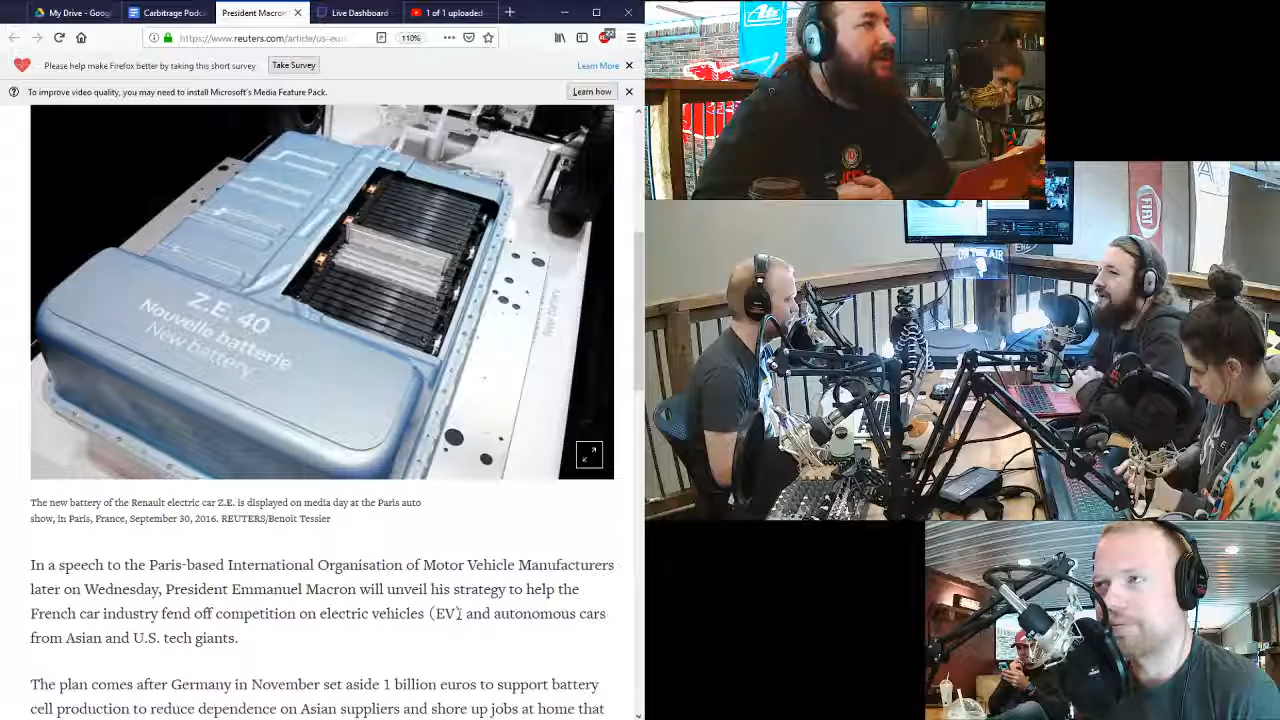 My Drive - Goog
Carbitrage Podc
President Macron
Live Dashboard
1 of 1 uploaded
https://www.reuters.com/article/us-eur
110%
22
Please help make Firefox better by taking this short survey
Take Survey
Learn More
To improve video quality, you may need to install Microsoft's Media Feature Pack.
Learn how
Z.E. 40
Nouvelle batterie
New battery
The new battery of the Renault electric car Z.E. is displayed on media day at the Paris auto
show, in Paris, France, September 30, 2016. REUTERS/Benoit Tessier
In a speech to the Paris-based International Organisation of Motor Vehicle Manufacturers
later on Wednesday, President Emmanuel Macron will unveil his strategy to help the
French car industry fend off competition on electric vehicles (EV) and autonomous cars
from Asian and U.S. tech giants.
The plan comes after Germany in November set aside 1 billion euros to support battery
cell production to reduce dependence on Asian suppliers and shore up jobs at home that
Ate
FIAT
ON THE AIR